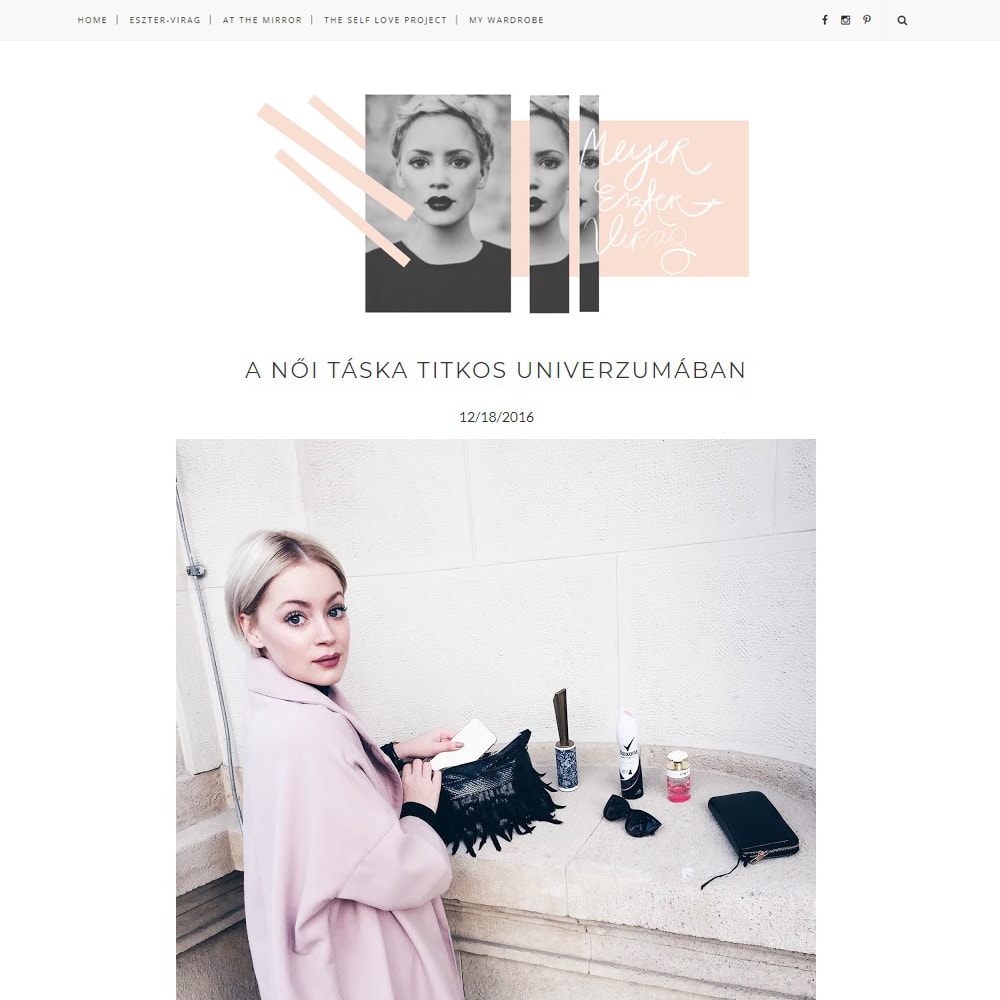 HOME | ESZTER-VIRAG | AT THE MIRROR | THE SELF LOVE PROJECT | MY WARDROBE
Meyer
Eszter
Virág
A NŐI TÁSKA TITKOS UNIVERZUMÁBAN
12/18/2016
Rexona